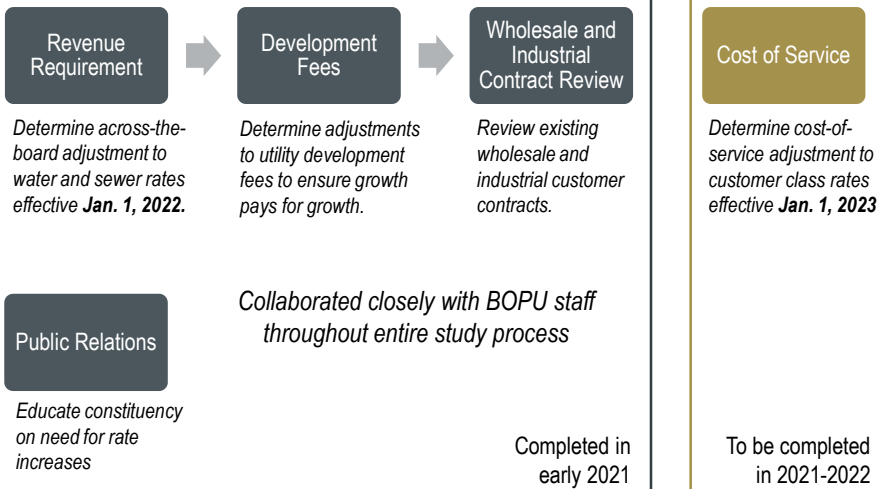 Revenue
Requirement
Determine across-the-
board adjustment to
water and sewer rates
effective Jan. 1, 2022.
Development
Fees
Determine adjustments
to utility development
fees to ensure growth
pays for growth.
Wholesale and
Industrial
Contract Review
Review existing
wholesale and
industrial customer
contracts.
Cost of Service
Determine cost-of-
service adjustment to
customer class rates
effective Jan. 1, 2023
Public Relations
Educate constituency
on need for rate
increases
Collaborated closely with BOPU staff
throughout entire study process
Completed in
early 2021
To be completed
in 2021-2022